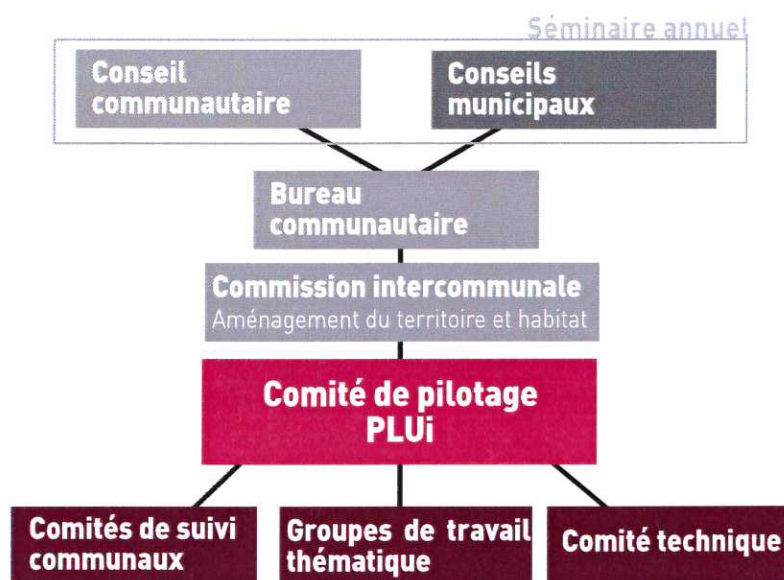 Séminaire annuel
Conseil
communautaire
Conseils
municipaux
Bureau
communautaire
Commission intercommunale
Aménagement du territoire et habitat
Comité de pilotage
PLUi
Comités de suivi
communaux
Groupes de travail
thématique
Comité technique